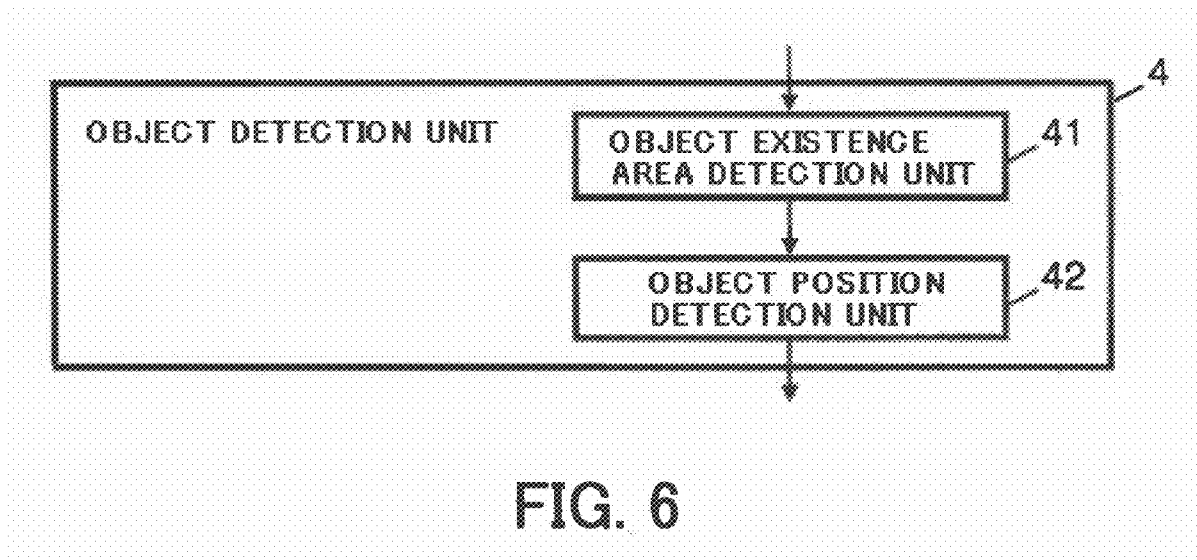 4
OBJECT DETECTION UNIT
OBJECT EXISTENCE
AREA DETECTION UNIT
41
OBJECT POSITION
DETECTION UNIT
42
FIG. 6